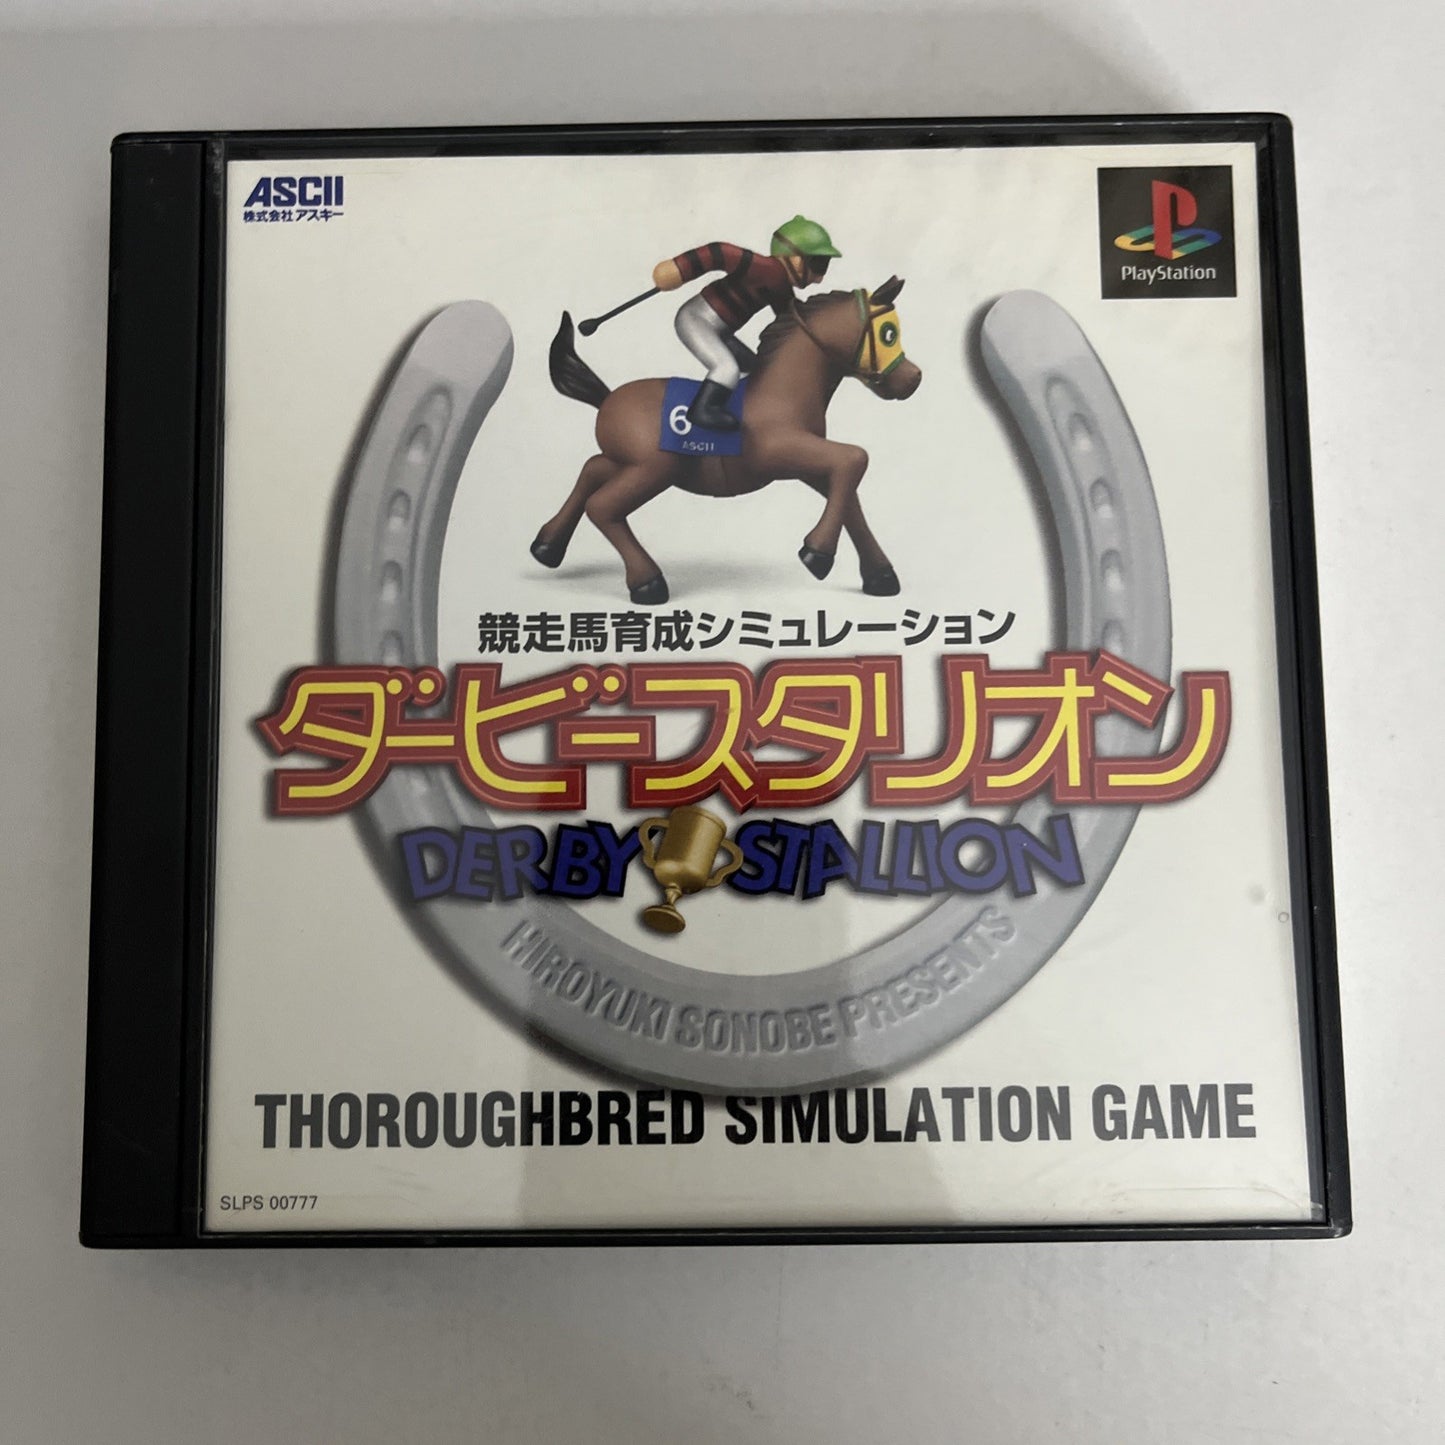 ASCII
株式会社アスキー
PlayStation
6
ASCII
競走馬育成シミュレーション
ダービースタリオン
DERBY STALLION
HIROYUKI SONOBE PRESENTS
THOROUGHBRED SIMULATION GAME
SLPS 00777